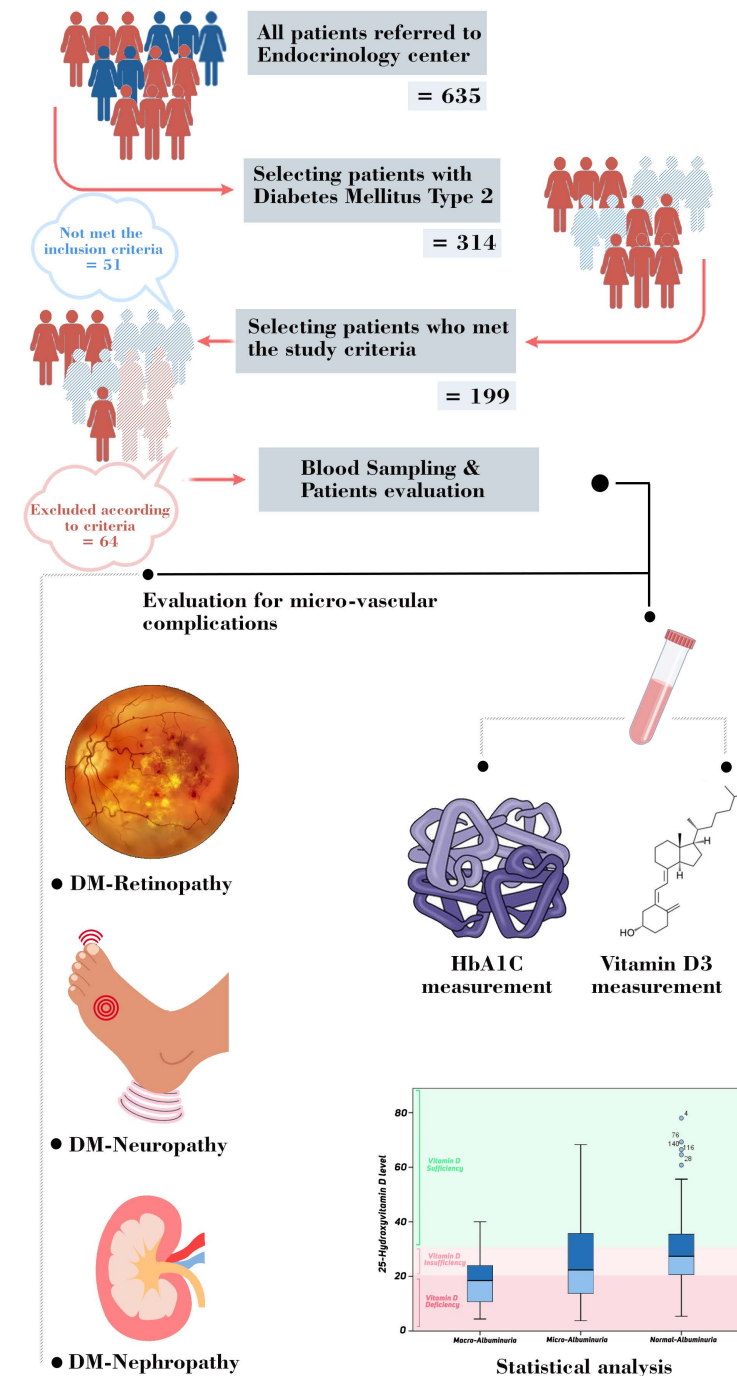 All patients referred to
Endocrinology center
= 635
Selecting patients with
Diabetes Mellitus Type 2
= 314
Not met the
inclusion criteria
= 51
Selecting patients who met
the study criteria
= 199
Blood Sampling &
Patients evaluation
Excluded according
to criteria
= 64
Evaluation for micro-vascular
complications
DM-Retinopathy
H
H
HO
HbA1C
measurement
Vitamin D3
measurement
DM-Neuropathy
DM-Nephropathy
25-Hydroxyvitamin D level
80
60
40
20
0
Vitamin D
Sufficiency
Vitamin D
Insufficiency
Vitamin D
Deficiency
4
76
140
116
28
Macro-Albuminuria
Micro-Albuminuria
Normal-Albuminuria
Statistical analysis